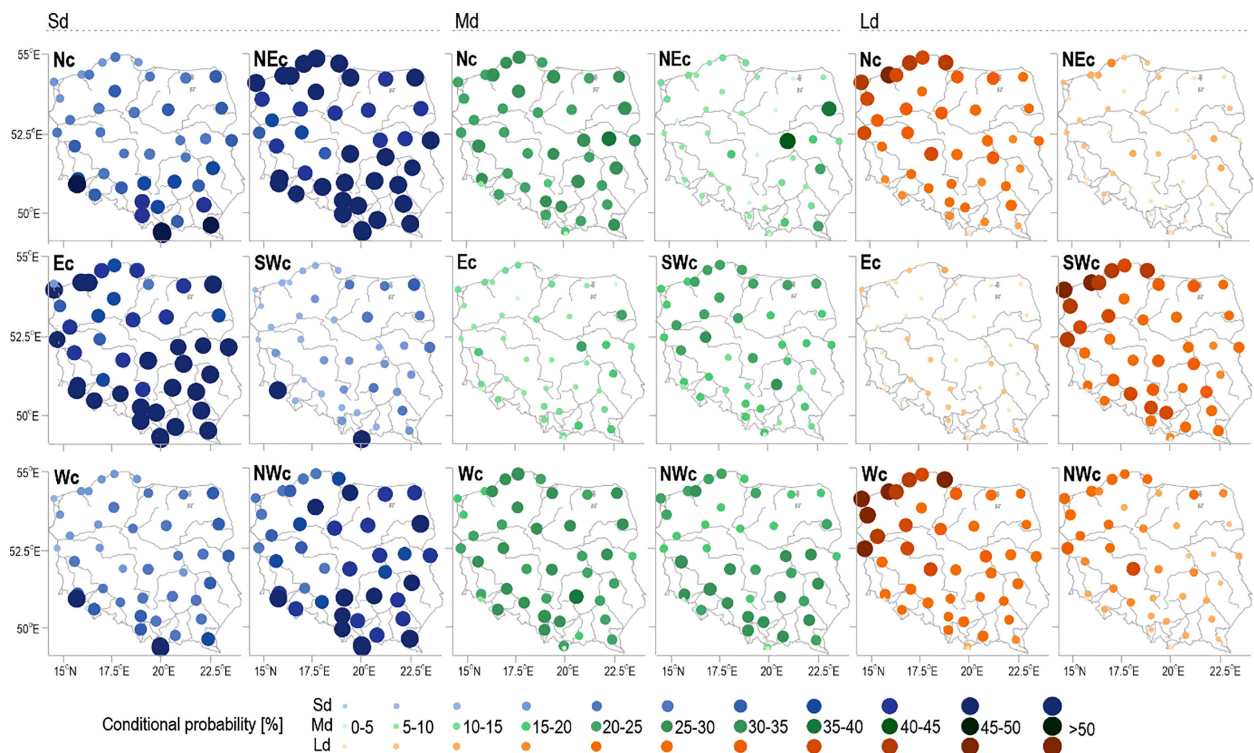 Sd Md Ld
Nc NEc Nc NEc Nc NEc
55°E
52.5°E
50°E
Ec SWc Ec SWc Ec SWc
55°E
52.5°E
50°E
Wc NWc Wc NWc Wc NWc
55°E
52.5°E
50°E
15°N 17.5°N 20°E 22.5°E 15°N 17.5°N 20°E 22.5°E 15°N 17.5°N 20°E 22.5°E 15°N 17.5°N 20°E 22.5°E 15°N 17.5°N 20°E 22.5°E 15°N 17.5°N 20°E 22.5°E
Sd
Conditional probability [%] Md 0-5 5-10 10-15 15-20 20-25 25-30 30-35 35-40 40-45 45-50 >50
Ld